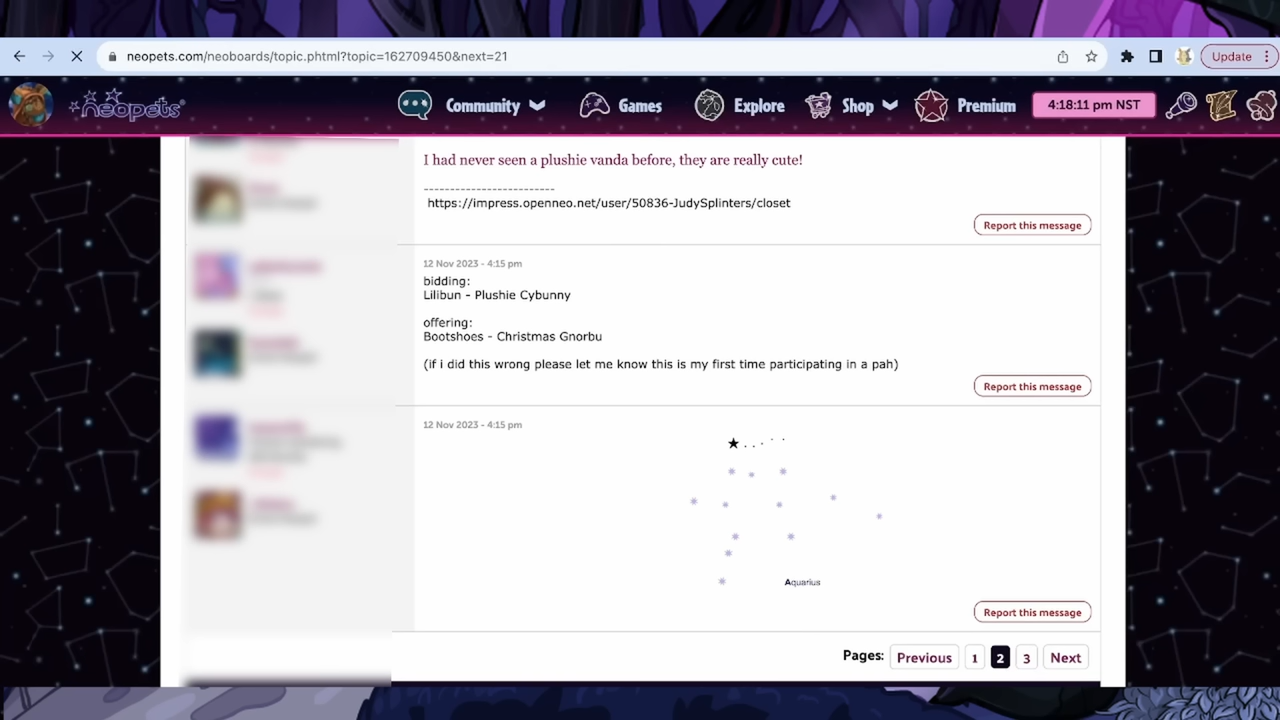 neopets.com/neoboards/topic.phtml?topic=162709450&next=21
Update
neopets
Community
Games
Explore
Shop
Premium
4:18:11 pm NST
I had never seen a plushie vanda before, they are really cute!
-------------------------
https://impress.openneo.net/user/50836-JudySplinters/closet
Report this message
12 Nov 2023 - 4:15 pm
bidding:
Lilibun - Plushie Cybunny
offering:
Bootshoes - Christmas Gnorbu
(if i did this wrong please let me know this is my first time participating in a pah)
Report this message
12 Nov 2023 - 4:15 pm
Aquarius
Report this message
Pages: Previous 1 2 3 Next